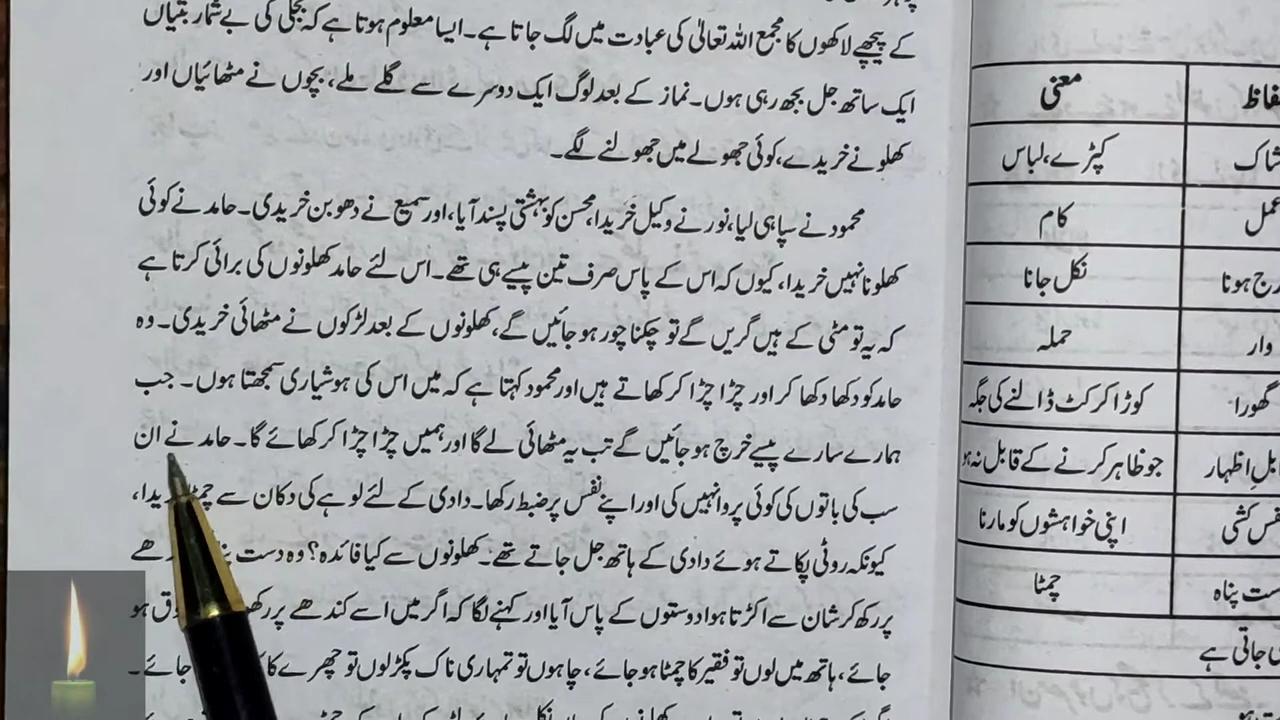 کے پیچھے لاکھوں کا مجمع اللہ تعالیٰ کی عبادت میں لگ جاتا ہے۔ ایسا معلوم ہوتا ہے کہ بجلی کی بے شمار بتیاں
ایک ساتھ جل بجھ رہی ہوں۔ نماز کے بعد لوگ ایک دوسرے سے گلے ملے، بچوں نے مٹھائیاں اور
کھلونے خریدے، کوئی جھولے میں جھولنے لگے۔
محمود نے سپاہی لیا، نور نے وکیل خریدا، محسن کو بہشتی پسند آیا، اور سمیع نے دھوبن خریدی۔ حامد نے کوئی
کھلونا نہیں خریدا، کیوں کہ اس کے پاس صرف تین پیسے ہی تھے۔ اس لئے حامد کھلونوں کی برائی کرتا ہے
کہ یہ تو مٹی کے ہیں گریں گے تو چکنا چور ہو جائیں گے، کھلونوں کے بعد لڑکوں نے مٹھائی خریدی۔ وہ
حامد کو دکھا دکھا کر اور چڑا چڑا کر کھاتے ہیں اور محمود کہتا ہے کہ میں اس کی ہوشیاری سمجھتا ہوں۔ جب
ہمارے سارے پیسے خرچ ہو جائیں گے تب یہ مٹھائی لے گا اور ہمیں چڑا چڑا کر کھائے گا۔ حامد نے ان
سب کی باتوں کی کوئی پروا نہیں کی اور اپنے نفس پر ضبط رکھا۔ دادی کے لئے لوہے کی دکان سے
کیونکہ روٹی پکاتے ہوئے دادی کے ہاتھ جل جاتے تھے۔ کھلونوں سے کیا فائدہ؟ وہ دست
پر رکھ کر شان سے اکڑتا ہوا دوستوں کے پاس آیا اور کہنے لگا کہ اگر میں اسے کندھے پر ہو
جائے، ہاتھ میں لوں تو فقیر کا چمٹا ہو جائے، چاہوں تو تمہاری ناک پکڑ لوں تو جائے۔
معنی
کپڑے، لباس
کام
نکل جانا
وار حملہ
گھورا کوڑا کرکٹ ڈالنے کی جگہ
اظہار جو ظاہر کرنے کے قابل نہ ہو
کشی اپنی خواہشوں کو مارنا
پناہ چمٹا
جاتی ہے